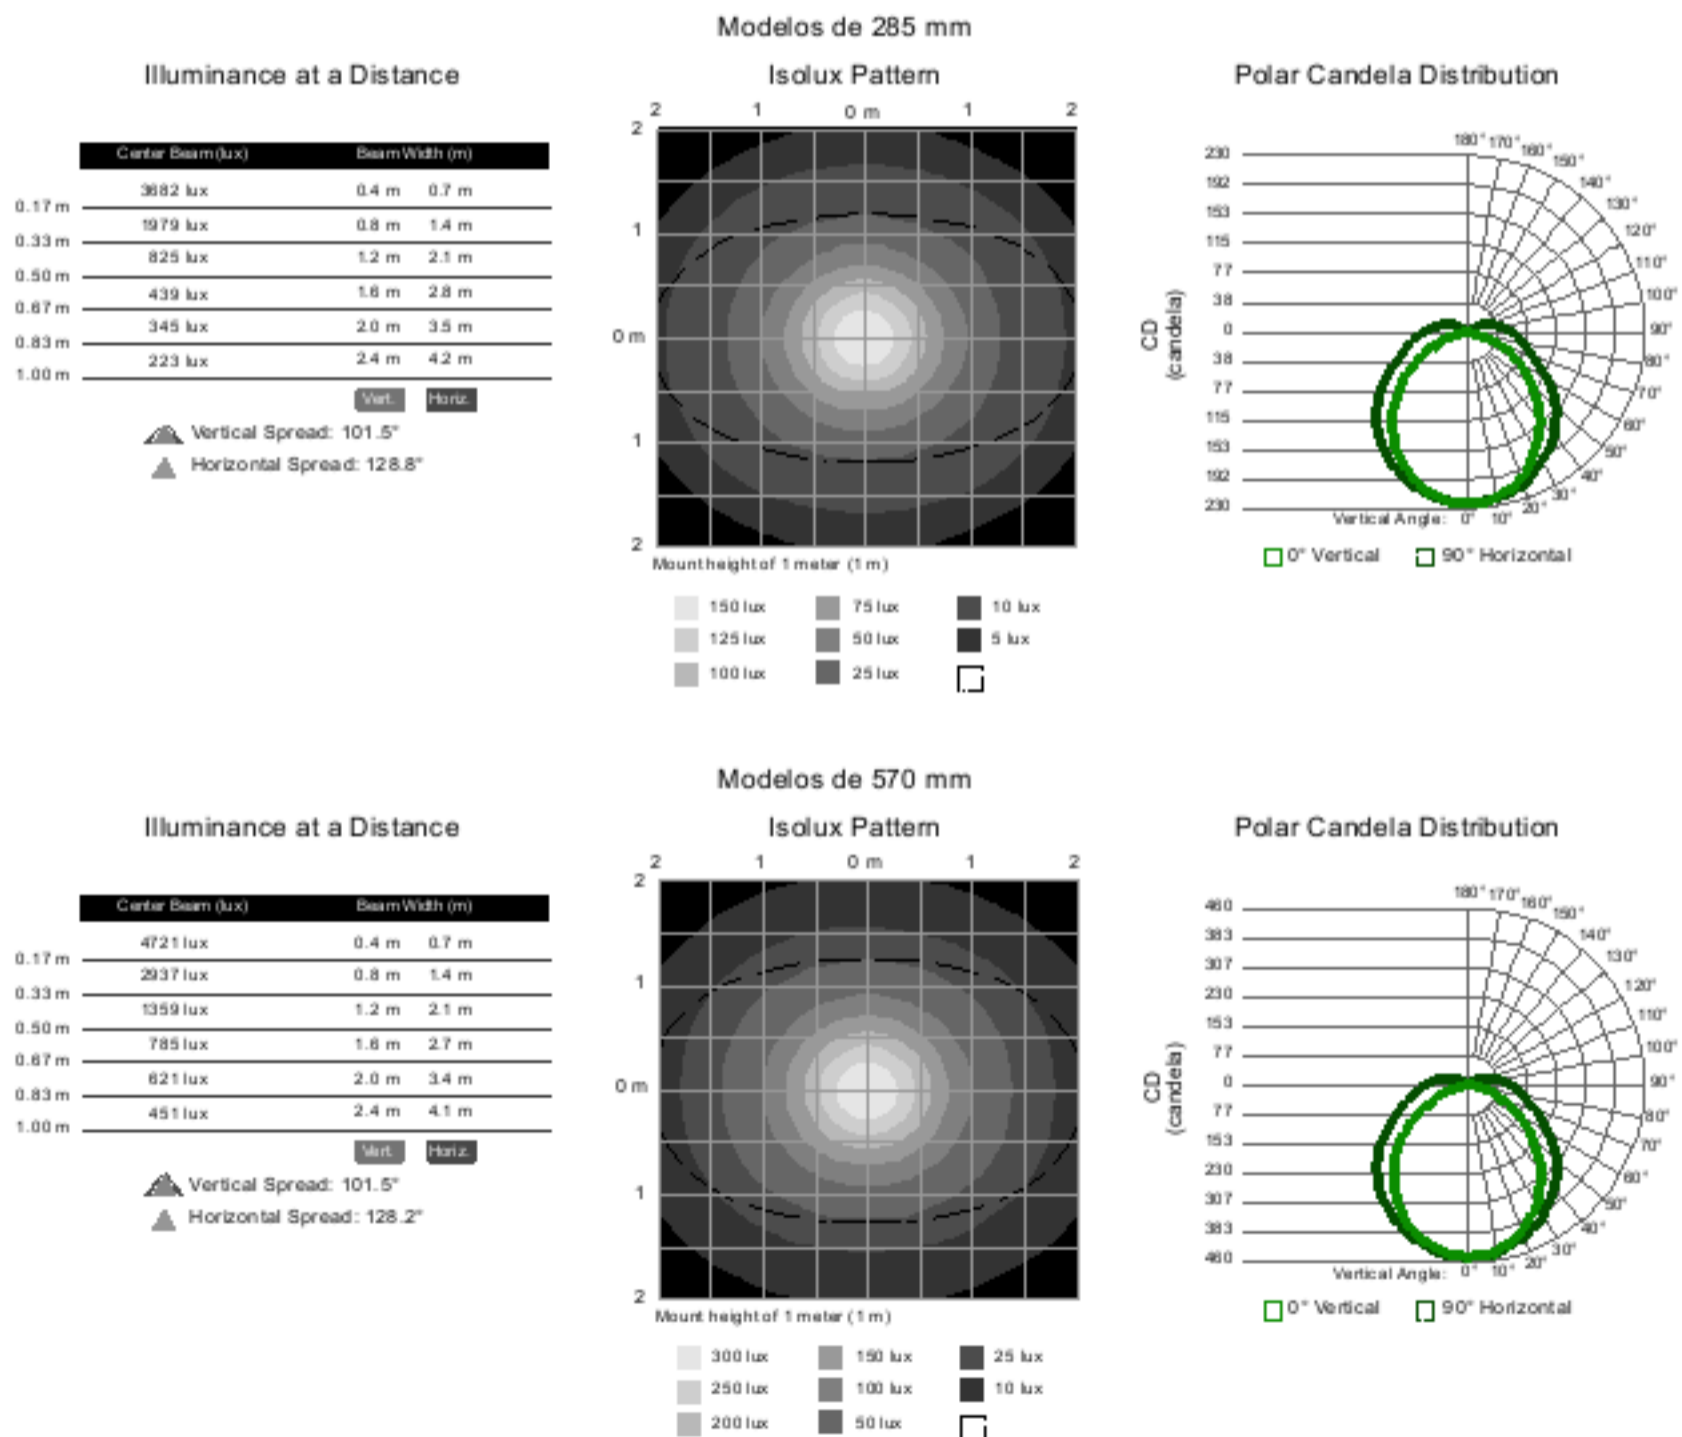 Modelos de 285 mm
Illuminance at a Distance
Center Beam (lux) Beam Width (m)
3682 lux 0.4 m 0.7 m
0.17 m
1979 lux 0.8 m 1.4 m
0.33 m
825 lux 1.2 m 2.1 m
0.50 m
439 lux 1.6 m 2.8 m
0.67 m
345 lux 2.0 m 3.5 m
0.83 m
223 lux 2.4 m 4.2 m
1.00 m
Vert. Horiz.
Vertical Spread: 101.5°
Horizontal Spread: 128.8°
Isolux Pattern
2 1 0 m 1 2
2
1
0 m
1
2
Mount height of 1 meter (1 m)
150 lux 75 lux 10 lux
125 lux 50 lux 5 lux
100 lux 25 lux
Polar Candela Distribution
180° 170° 160° 150° 140° 130° 120° 110° 100° 90° 80° 70° 60° 50° 40° 30° 20° 10° 0°
230
192
153
115
77
38
0
38
77
115
153
192
230
CD
(candela)
Vertical Angle:
0° Vertical 90° Horizontal
Modelos de 570 mm
Illuminance at a Distance
Center Beam (lux) Beam Width (m)
4721 lux 0.4 m 0.7 m
0.17 m
2937 lux 0.8 m 1.4 m
0.33 m
1359 lux 1.2 m 2.1 m
0.50 m
785 lux 1.6 m 2.7 m
0.67 m
621 lux 2.0 m 3.4 m
0.83 m
451 lux 2.4 m 4.1 m
1.00 m
Vert. Horiz.
Vertical Spread: 101.5°
Horizontal Spread: 128.2°
Isolux Pattern
2 1 0 m 1 2
2
1
0 m
1
2
Mount height of 1 meter (1 m)
300 lux 150 lux 25 lux
250 lux 100 lux 10 lux
200 lux 50 lux
Polar Candela Distribution
180° 170° 160° 150° 140° 130° 120° 110° 100° 90° 80° 70° 60° 50° 40° 30° 20° 10° 0°
460
383
307
230
153
77
0
77
153
230
307
383
460
CD
(candela)
Vertical Angle:
0° Vertical 90° Horizontal